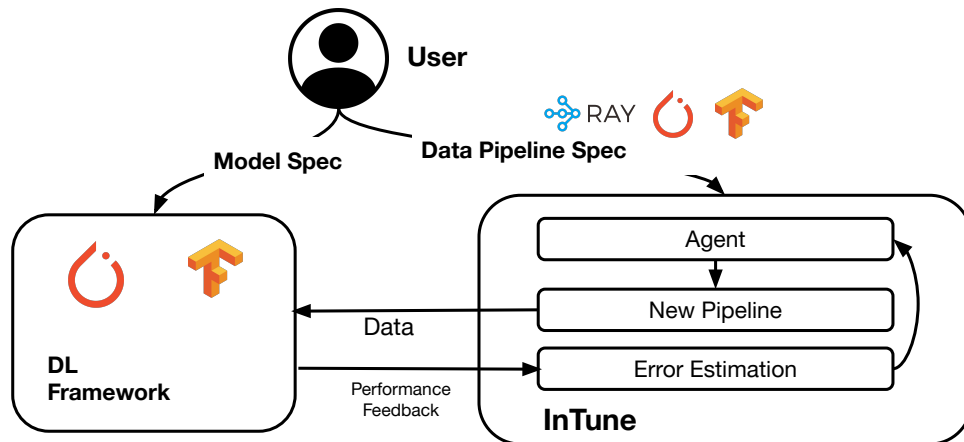 User
RAY
Model Spec
Data Pipeline Spec
Agent
New Pipeline
Data
Error Estimation
DL
Framework
Performance
Feedback
InTune